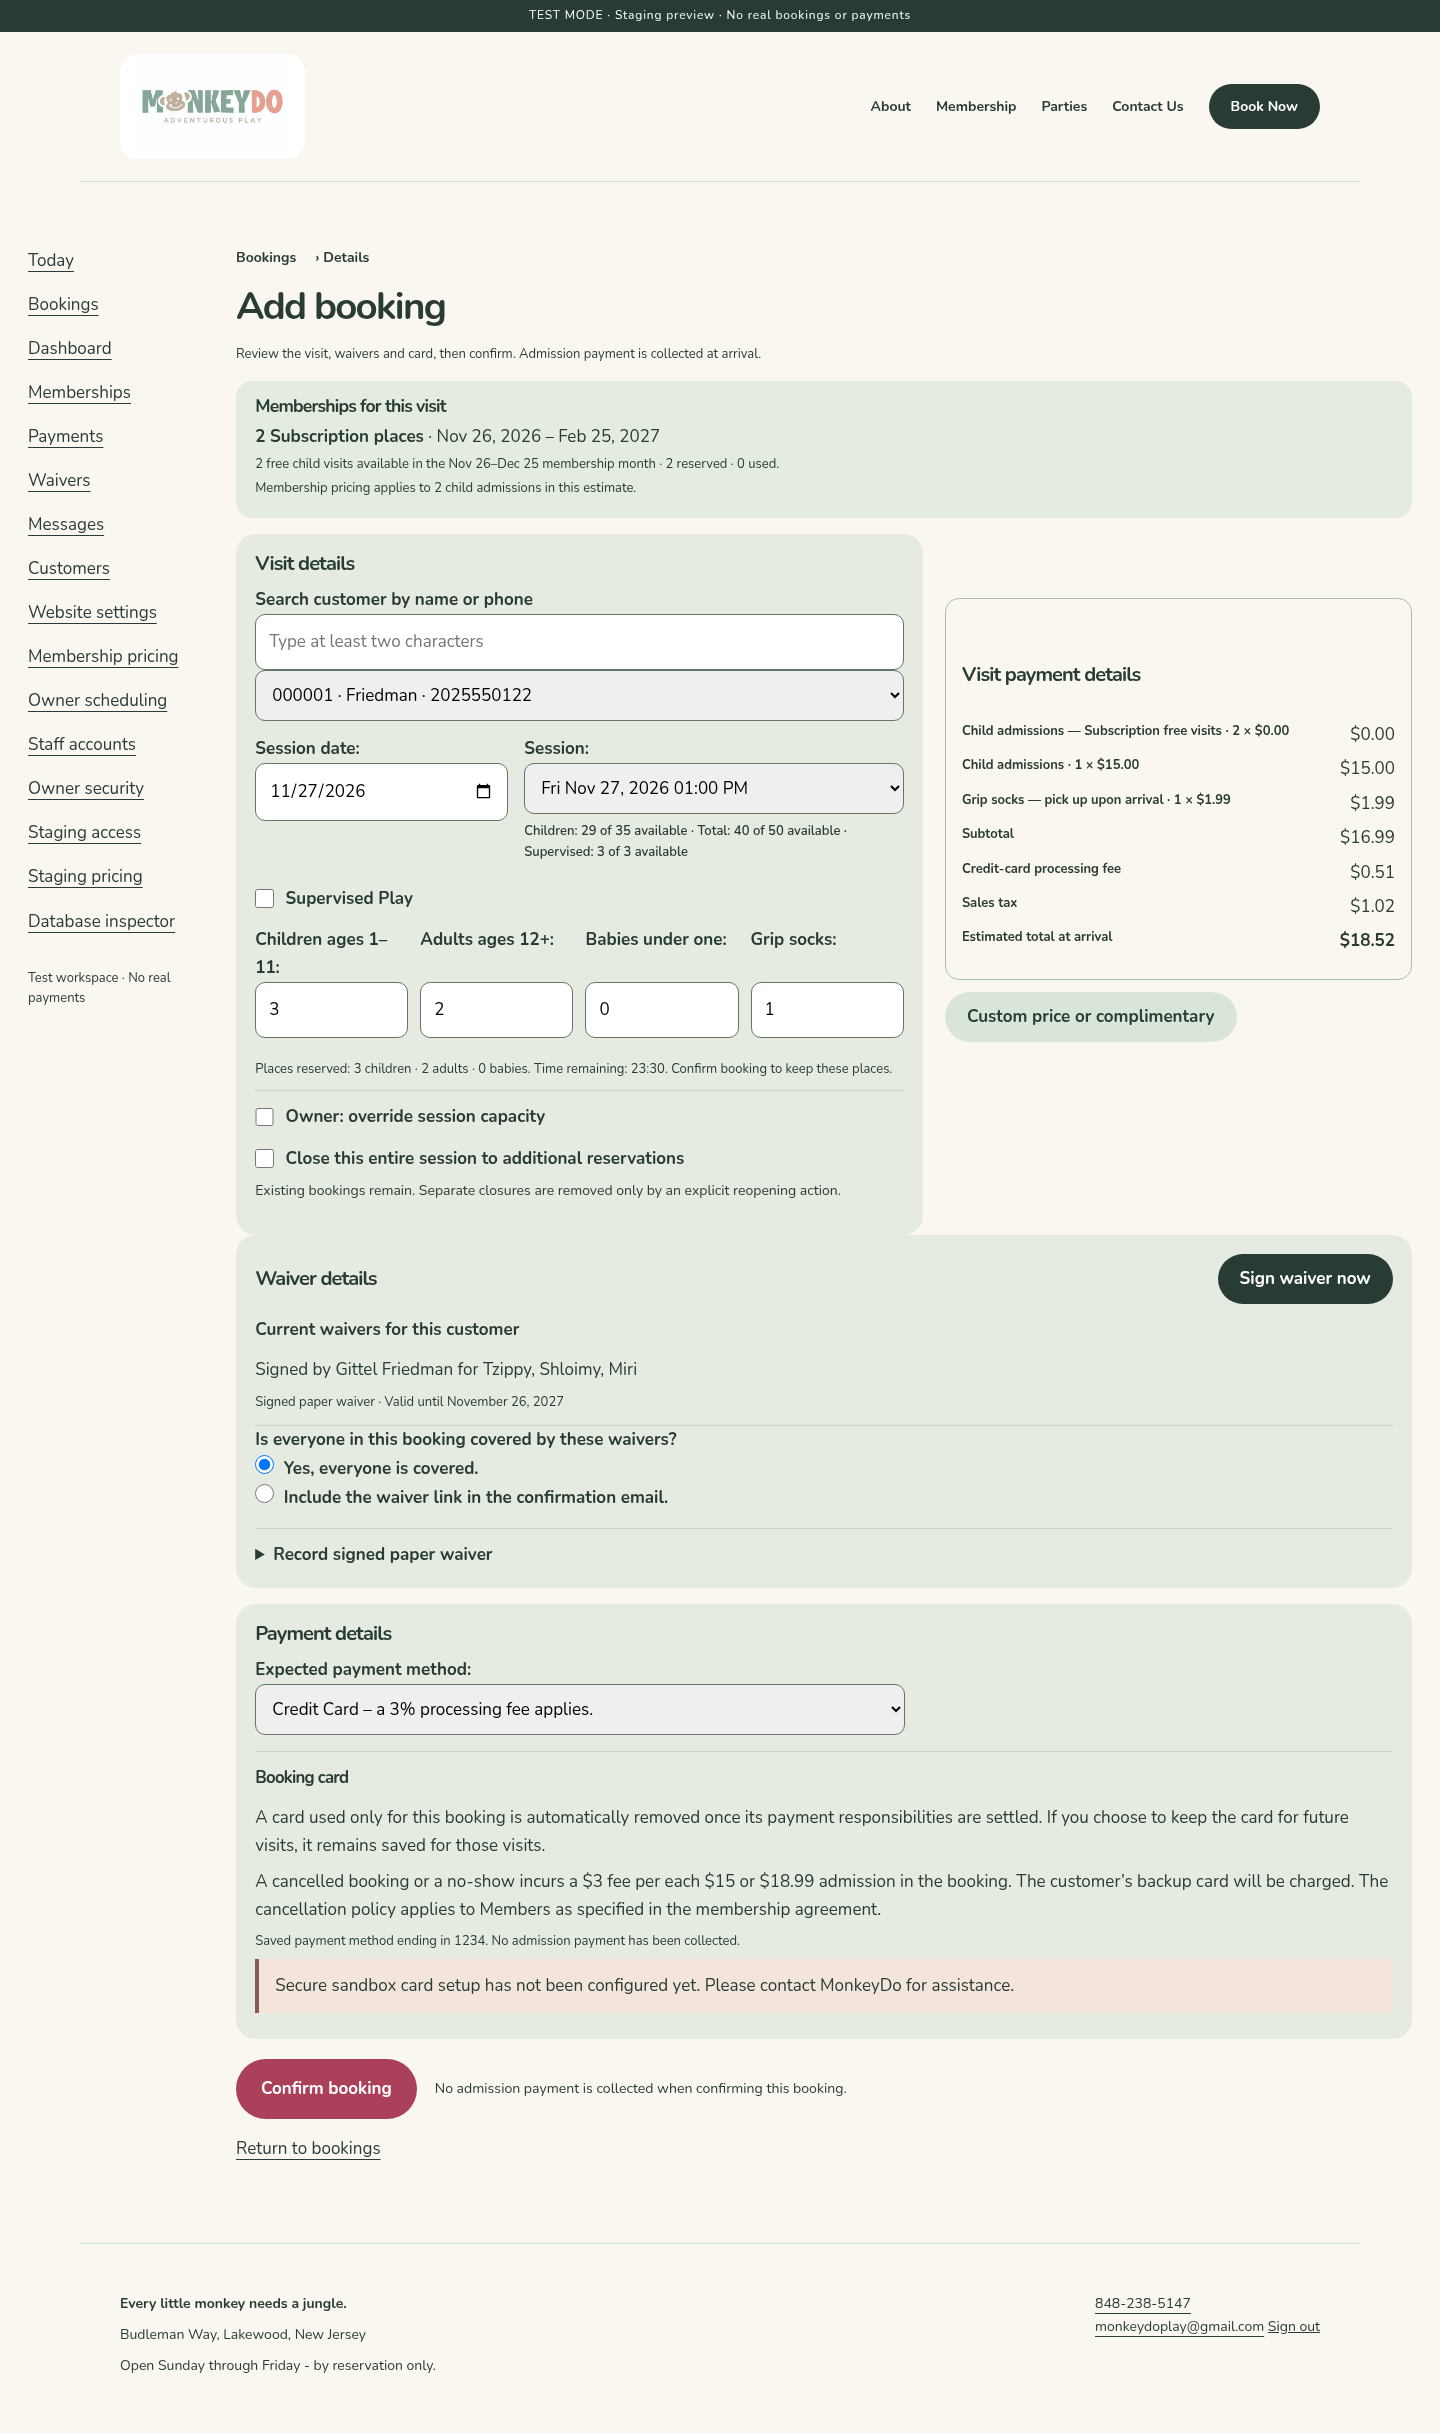 TEST MODE · Staging preview · No real bookings or payments
MONKEYDO
ADVENTUROUS PLAY
About
Membership
Parties
Contact Us
Book Now
Today
Bookings
Dashboard
Memberships
Payments
Waivers
Messages
Customers
Website settings
Membership pricing
Owner scheduling
Staff accounts
Owner security
Staging access
Staging pricing
Database inspector
Test workspace · No real
payments
Bookings › Details
Add booking
Review the visit, waivers and card, then confirm. Admission payment is collected at arrival.
Memberships for this visit
2 Subscription places · Nov 26, 2026 – Feb 25, 2027
2 free child visits available in the Nov 26–Dec 25 membership month · 2 reserved · 0 used.
Membership pricing applies to 2 child admissions in this estimate.
Visit details
Search customer by name or phone
Type at least two characters
000001 · Friedman · 2025550122
Session date:
11/27/2026
Session:
Fri Nov 27, 2026 01:00 PM
Children: 29 of 35 available · Total: 40 of 50 available ·
Supervised: 3 of 3 available
Supervised Play
Children ages 1–
11:
3
Adults ages 12+:
2
Babies under one:
0
Grip socks:
1
Places reserved: 3 children · 2 adults · 0 babies. Time remaining: 23:30. Confirm booking to keep these places.
Owner: override session capacity
Close this entire session to additional reservations
Existing bookings remain. Separate closures are removed only by an explicit reopening action.
Visit payment details
Child admissions — Subscription free visits · 2 × $0.00 $0.00
Child admissions · 1 × $15.00 $15.00
Grip socks — pick up upon arrival · 1 × $1.99 $1.99
Subtotal $16.99
Credit-card processing fee $0.51
Sales tax $1.02
Estimated total at arrival $18.52
Custom price or complimentary
Waiver details
Sign waiver now
Current waivers for this customer
Signed by Gittel Friedman for Tzippy, Shloimy, Miri
Signed paper waiver · Valid until November 26, 2027
Is everyone in this booking covered by these waivers?
Yes, everyone is covered.
Include the waiver link in the confirmation email.
Record signed paper waiver
Payment details
Expected payment method:
Credit Card – a 3% processing fee applies.
Booking card
A card used only for this booking is automatically removed once its payment responsibilities are settled. If you choose to keep the card for future
visits, it remains saved for those visits.
A cancelled booking or a no-show incurs a $3 fee per each $15 or $18.99 admission in the booking. The customer’s backup card will be charged. The
cancellation policy applies to Members as specified in the membership agreement.
Saved payment method ending in 1234. No admission payment has been collected.
Secure sandbox card setup has not been configured yet. Please contact MonkeyDo for assistance.
Confirm booking
No admission payment is collected when confirming this booking.
Return to bookings
Every little monkey needs a jungle.
Budleman Way, Lakewood, New Jersey
Open Sunday through Friday - by reservation only.
848-238-5147
monkeydoplay@gmail.com Sign out